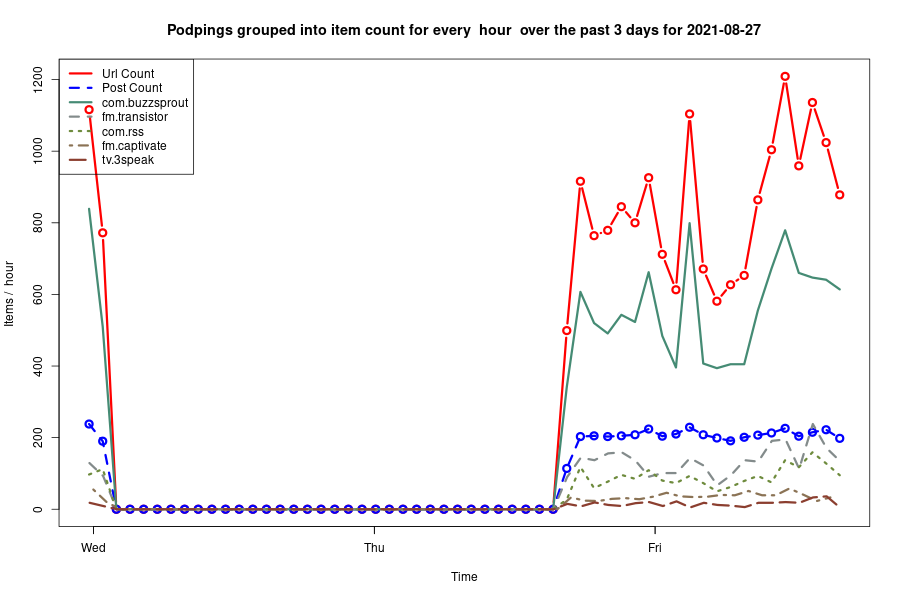 Podpings grouped into item count for every  hour  over the past 3 days for 2021-08-27
Url Count
Post Count
com.buzzsprout
fm.transistor
com.rss
fm.captivate
tv.3speak
1200
1000
800
600
400
200
0
Items /  hour
Wed
Thu
Fri
Time